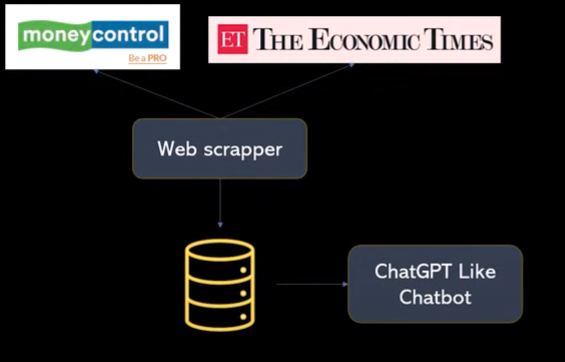 moneycontrol
Be a PRO
ET THE ECONOMIC TIMES
Web scrapper
ChatGPT Like
Chatbot